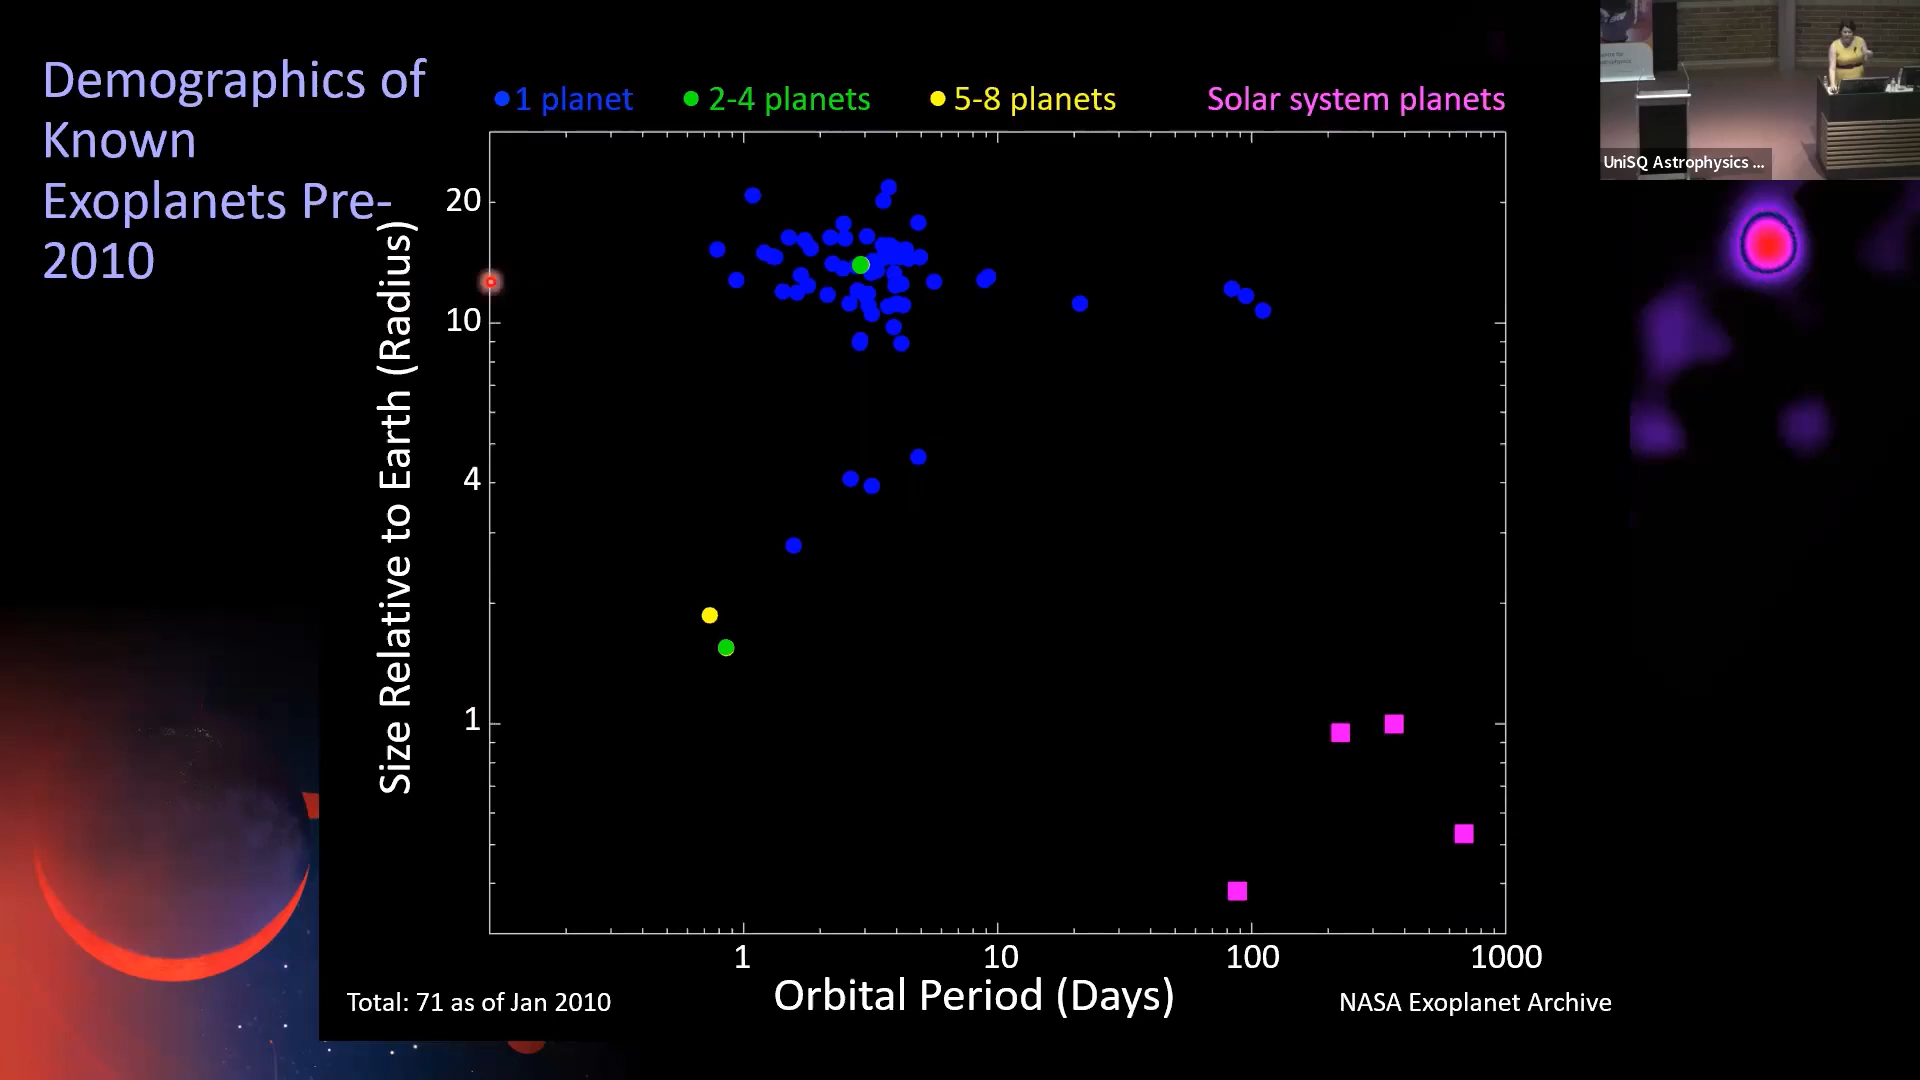 Demographics of
Known
Exoplanets Pre-
2010
1 planet
2-4 planets
5-8 planets
Solar system planets
Size Relative to Earth (Radius)
20
10
4
1
1
10
100
1000
Orbital Period (Days)
Total: 71 as of Jan 2010
NASA Exoplanet Archive
UniSQ Astrophysics ...